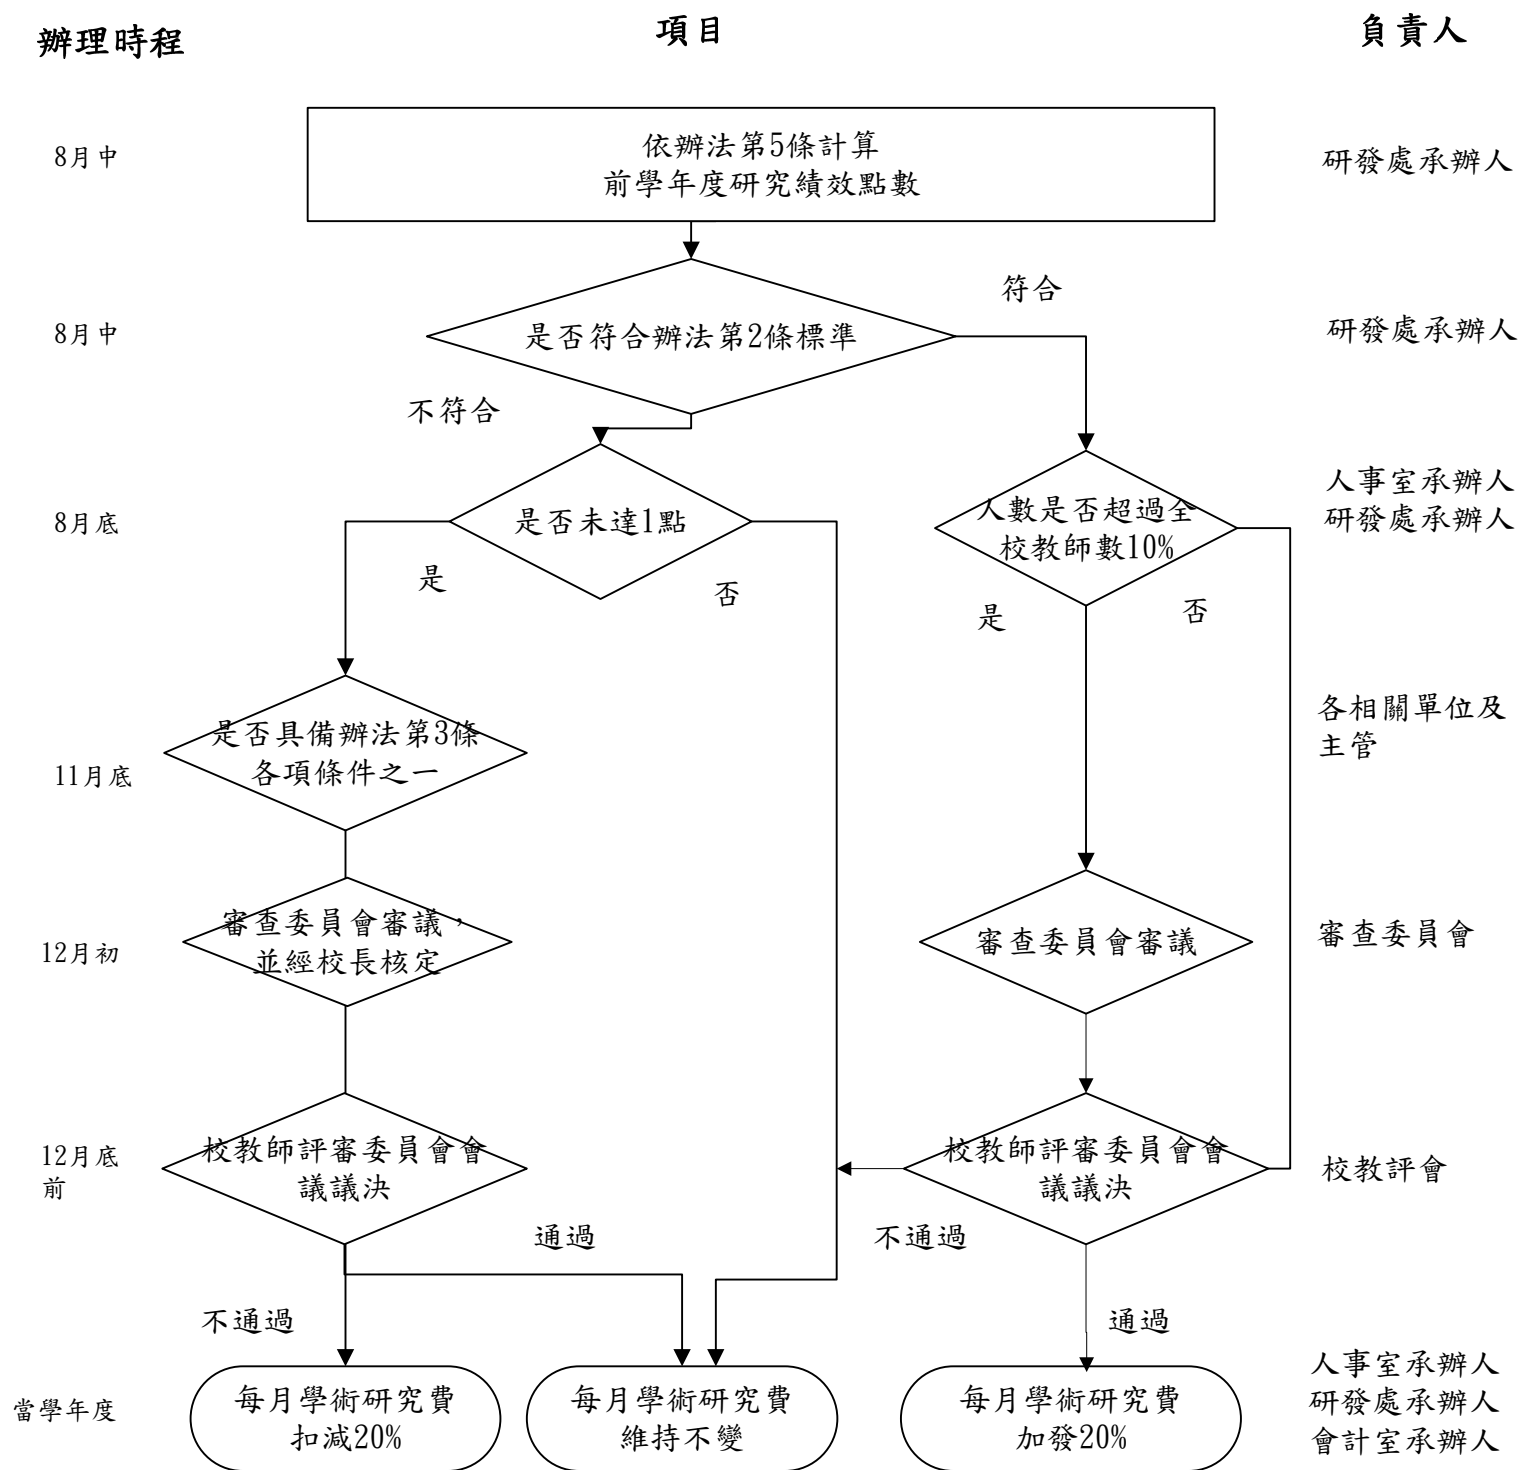 辦理時程
項目
負責人
8月中
依辦法第5條計算
前學年度研究績效點數
研發處承辦人
符合
8月中
是否符合辦法第2條標準
研發處承辦人
不符合
8月底
是否未達1點
人數是否超過全
校教師數10%
人事室承辦人
研發處承辦人
是
否
是
否
11月底
是否具備辦法第3條
各項條件之一
各相關單位及
主管
12月初
審查委員會審議，
並經校長核定
審查委員會審議
審查委員會
12月底
前
校教師評審委員會會
議議決
校教師評審委員會會
議議決
校教評會
通過
不通過
不通過
通過
當學年度
每月學術研究費
扣減20%
每月學術研究費
維持不變
每月學術研究費
加發20%
人事室承辦人
研發處承辦人
會計室承辦人